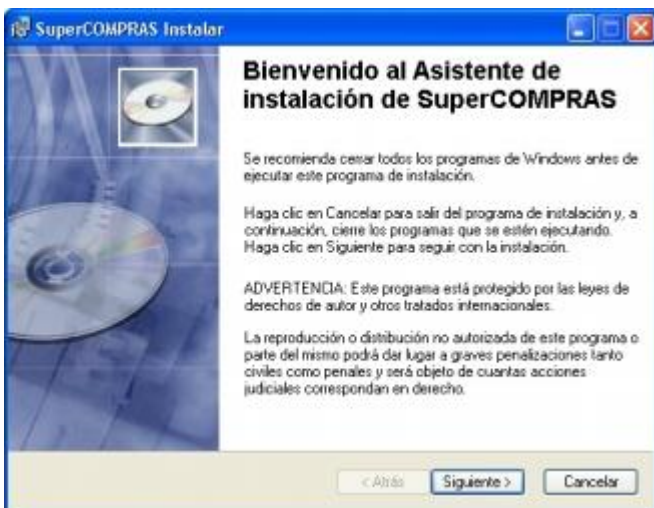 SuperCOMPRAS Instalar
Bienvenido al Asistente de
instalación de SuperCOMPRAS
Se recomienda cerrar todos los programas de Windows antes de
ejecutar este programa de instalación.
Haga clic en Cancelar para salir del programa de instalación y, a
continuación, cierre los programas que se estén ejecutando.
Haga clic en Siguiente para seguir con la instalación.
ADVERTENCIA: Este programa está protegido por las leyes de
derechos de autor y otros tratados internacionales.
La reproducción o distribución no autorizada de este programa o
parte del mismo podrá dar lugar a graves penalizaciones tanto
civiles como penales y será objeto de cuantas acciones
judiciales correspondan en derecho.
< Atrás Siguiente > Cancelar